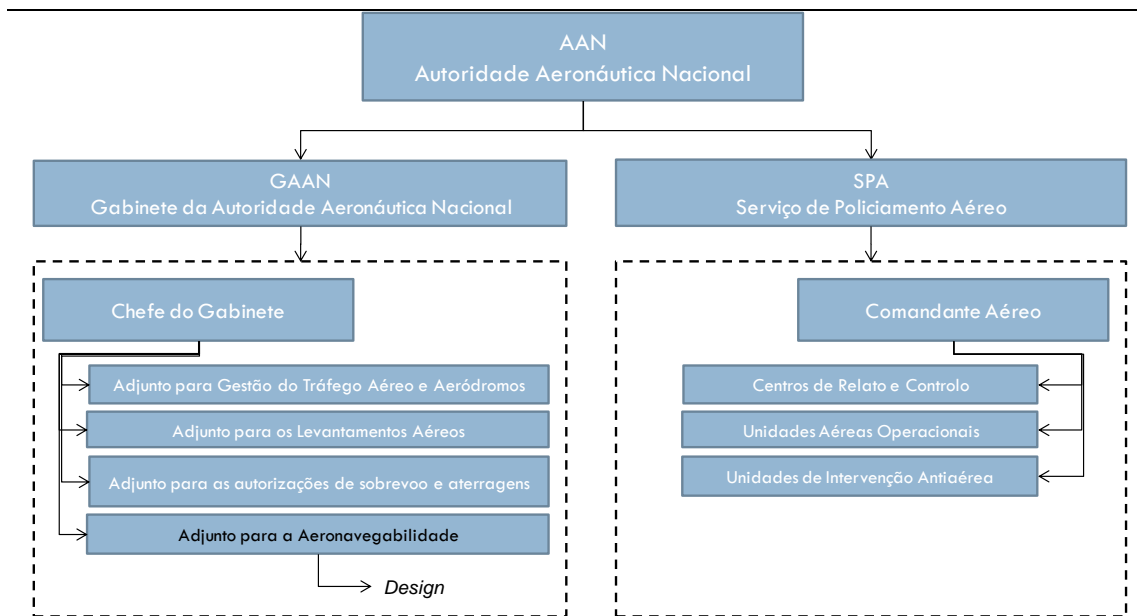 AAN
Autoridade Aeronáutica Nacional
GAAN
Gabinete da Autoridade Aeronáutica Nacional
SPA
Serviço de Policiamento Aéreo
Chefe do Gabinete
Adjunto para Gestão do Tráfego Aéreo e Aeródromos
Adjunto para os Levantamentos Aéreos
Adjunto para as autorizações de sobrevoo e aterragens
Adjunto para a Aeronavegabilidade
Design
Comandante Aéreo
Centros de Relato e Controlo
Unidades Aéreas Operacionais
Unidades de Intervenção Antiaérea